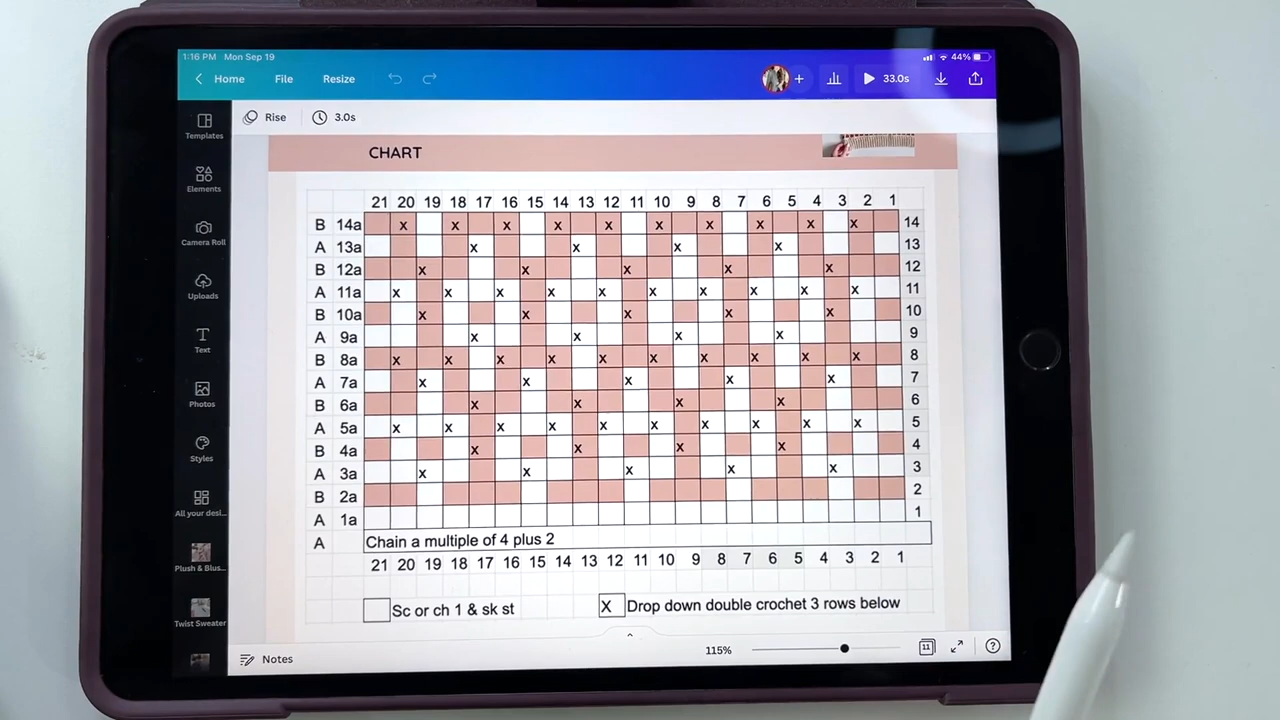 1:16 PM Mon Sep 19 44%
Home File Resize + 33.0s
Rise 3.0s
Templates
Elements
Camera Roll
Uploads
Text
Photos
Styles
All your desi...
Plush & Blus...
Twist Sweater
CHART
21 20 19 18 17 16 15 14 13 12 11 10 9 8 7 6 5 4 3 2 1
B 14a x x x x x x x x x x 14
A 13a x x x x 13
B 12a x x x x x 12
A 11a x x x x x x x x x x 11
B 10a x x x x x 10
A 9a x x x x 9
B 8a x x x x x x x x x x 8
A 7a x x x x x 7
B 6a x x x x 6
A 5a x x x x x x x x x x 5
B 4a x x x x 4
A 3a x x x x x 3
B 2a 2
A 1a 1
A Chain a multiple of 4 plus 2
21 20 19 18 17 16 15 14 13 12 11 10 9 8 7 6 5 4 3 2 1
Sc or ch 1 & sk st X Drop down double crochet 3 rows below
Notes 115% 11 ?